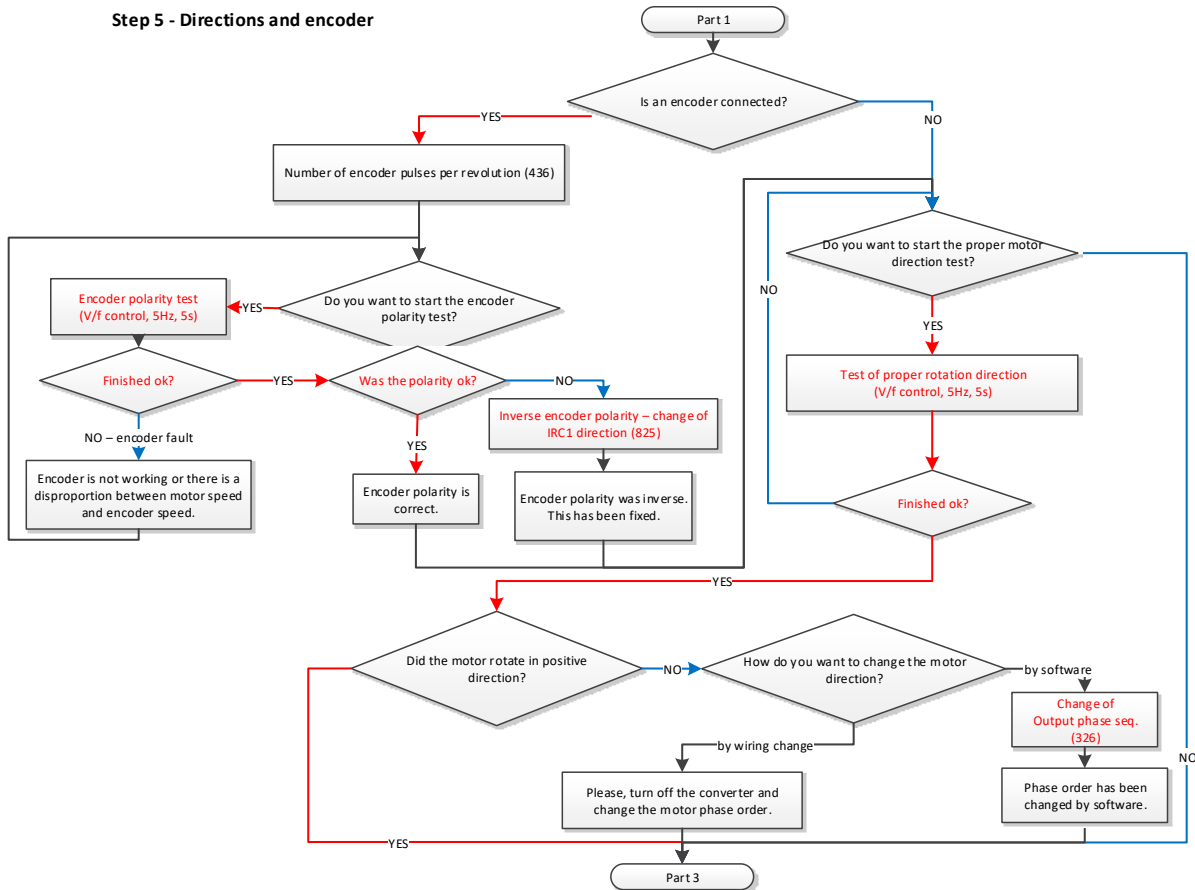 Step 5 - Directions and encoder
Part 1
Is an encoder connected?
YES
NO
Number of encoder pulses per revolution (436)
Do you want to start the proper motor
direction test?
NO
Encoder polarity test
(V/f control, 5Hz, 5s)
YES
Do you want to start the encoder
polarity test?
YES
Finished ok?
YES
Was the polarity ok?
NO
Test of proper rotation direction
(V/f control, 5Hz, 5s)
Inverse encoder polarity – change of
IRC1 direction (825)
NO – encoder fault
YES
Encoder is not working or there is a
disproportion between motor speed
and encoder speed.
Encoder polarity is
correct.
Encoder polarity was inverse.
This has been fixed.
Finished ok?
YES
Did the motor rotate in positive
direction?
NO
How do you want to change the motor
direction?
by software
Change of
Output phase seq.
(326)
by wiring change
NO
Please, turn off the converter and
change the motor phase order.
Phase order has been
changed by software.
YES
Part 3